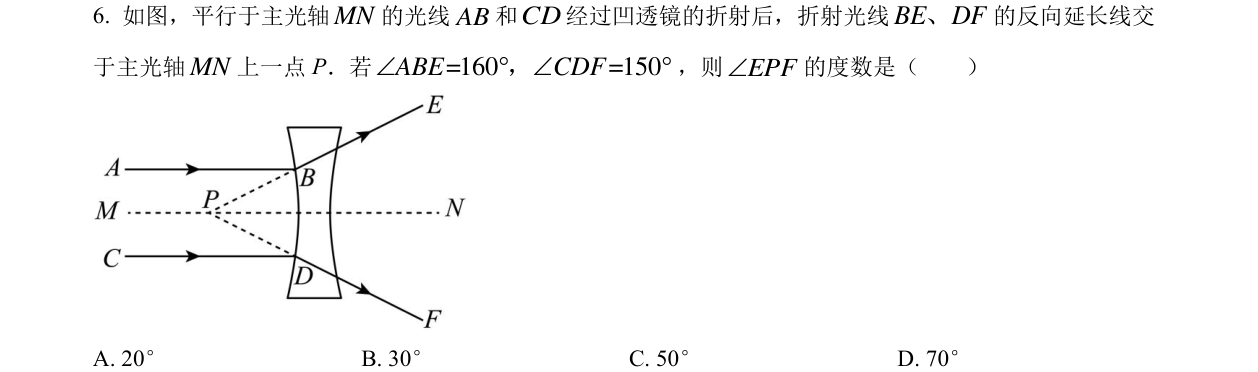 6. 如图，平行于主光轴MN的光线AB和CD经过凹透镜的折射后，折射光线BE、DF的反向延长线交
于主光轴MN上一点P．若∠ABE=160°，∠CDF=150°，则∠EPF的度数是（　　）
E
A
B
P
M
N
C
D
F
A. 20°	B. 30°	C. 50°	D. 70°